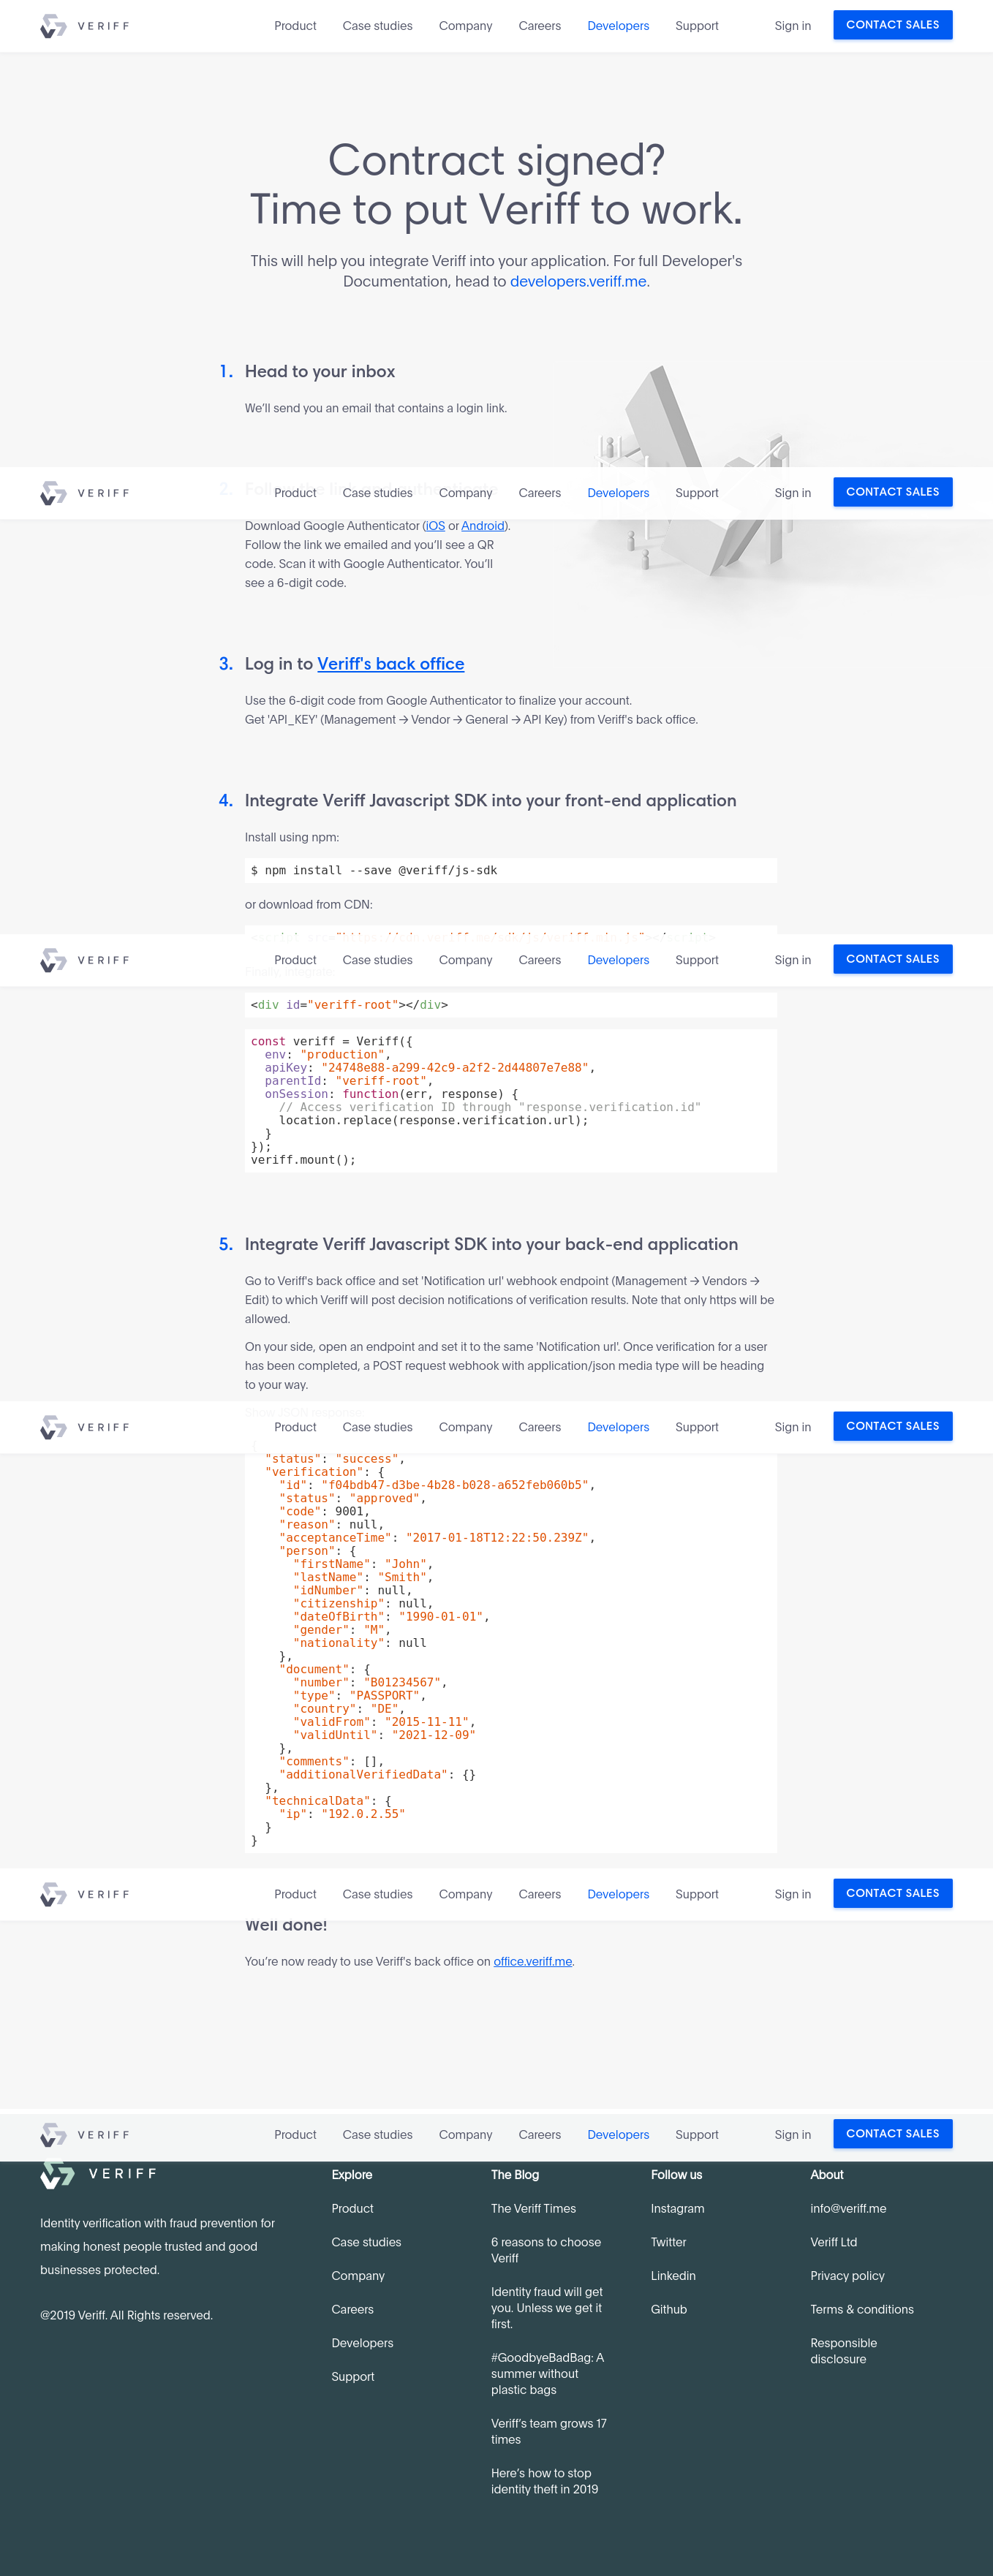 VERIFF Product Case studies Company Careers Developers Support Sign in CONTACT SALES
Contract signed?
Time to put Veriff to work.
This will help you integrate Veriff into your application. For full Developer's
Documentation, head to developers.veriff.me.
1. Head to your inbox
We'll send you an email that contains a login link.
2.
VERIFF Product Case studies Company Careers Developers Support Sign in CONTACT SALES
Download Google Authenticator (iOS or Android).
Follow the link we emailed and you'll see a QR
code. Scan it with Google Authenticator. You'll
see a 6-digit code.
3. Log in to Veriff's back office
Use the 6-digit code from Google Authenticator to finalize your account.
Get 'API_KEY' (Management → Vendor → General → API Key) from Veriff's back office.
4. Integrate Veriff Javascript SDK into your front-end application
Install using npm:
$ npm install --save @veriff/js-sdk
or download from CDN:
VERIFF Product Case studies Company Careers Developers Support Sign in CONTACT SALES
<div id="veriff-root"></div>
const veriff = Veriff({
  env: "production",
  apiKey: "24748e88-a299-42c9-a2f2-2d44807e7e88",
  parentId: "veriff-root",
  onSession: function(err, response) {
    // Access verification ID through "response.verification.id"
    location.replace(response.verification.url);
  }
});
veriff.mount();
5. Integrate Veriff Javascript SDK into your back-end application
Go to Veriff's back office and set 'Notification url' webhook endpoint (Management → Vendors →
Edit) to which Veriff will post decision notifications of verification results. Note that only https will be
allowed.
On your side, open an endpoint and set it to the same 'Notification url'. Once verification for a user
has been completed, a POST request webhook with application/json media type will be heading
to your way.
VERIFF Product Case studies Company Careers Developers Support Sign in CONTACT SALES
{
  "status": "success",
  "verification": {
    "id": "f04bdb47-d3be-4b28-b028-a652feb060b5",
    "status": "approved",
    "code": 9001,
    "reason": null,
    "acceptanceTime": "2017-01-18T12:22:50.239Z",
    "person": {
      "firstName": "John",
      "lastName": "Smith",
      "idNumber": null,
      "citizenship": null,
      "dateOfBirth": "1990-01-01",
      "gender": "M",
      "nationality": null
    },
    "document": {
      "number": "B01234567",
      "type": "PASSPORT",
      "country": "DE",
      "validFrom": "2015-11-11",
      "validUntil": "2021-12-09"
    },
    "comments": [],
    "additionalVerifiedData": {}
  },
  "technicalData": {
    "ip": "192.0.2.55"
  }
}
VERIFF Product Case studies Company Careers Developers Support Sign in CONTACT SALES
Well done!
You're now ready to use Veriff's back office on office.veriff.me.
VERIFF Product Case studies Company Careers Developers Support Sign in CONTACT SALES
VERIFF
Identity verification with fraud prevention for
making honest people trusted and good
businesses protected.
@2019 Veriff. All Rights reserved.
Explore
Product
Case studies
Company
Careers
Developers
Support
The Blog
The Veriff Times
6 reasons to choose
Veriff
Identity fraud will get
you. Unless we get it
first.
#GoodbyeBadBag: A
summer without
plastic bags
Veriff's team grows 17
times
Here's how to stop
identity theft in 2019
Follow us
Instagram
Twitter
Linkedin
Github
About
info@veriff.me
Veriff Ltd
Privacy policy
Terms & conditions
Responsible
disclosure